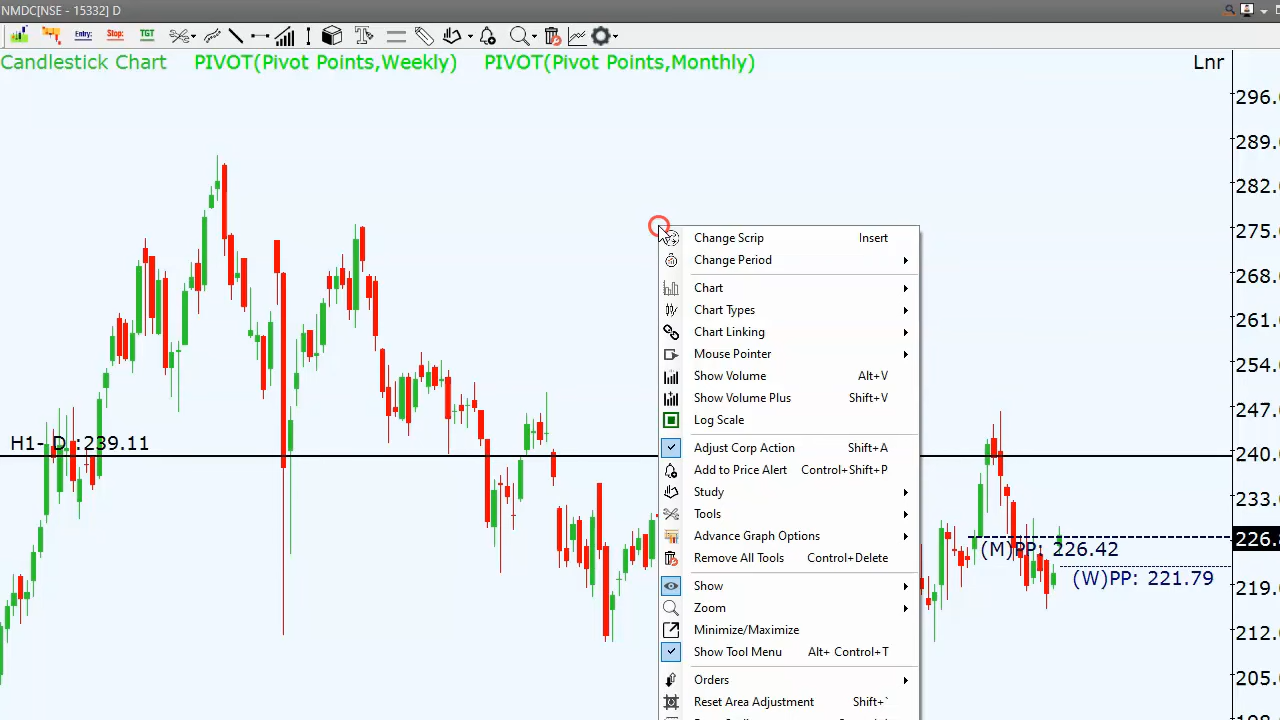 NMDC[NSE - 15332] D
Entry: Stop: TGT
Candlestick Chart PIVOT(Pivot Points,Weekly) PIVOT(Pivot Points,Monthly) Lnr
296.
289.
282.
275.
268.
261.
254.
247.
240.
233.
226.
219.
212.
205.
H1- D :239.11
(M)PP: 226.42
(W)PP: 221.79
Change Scrip Insert
Change Period
Chart
Chart Types
Chart Linking
Mouse Pointer
Show Volume Alt+V
Show Volume Plus Shift+V
Log Scale
Adjust Corp Action Shift+A
Add to Price Alert Control+Shift+P
Study
Tools
Advance Graph Options
Remove All Tools Control+Delete
Show
Zoom
Minimize/Maximize
Show Tool Menu Alt+ Control+T
Orders
Reset Area Adjustment Shift+`